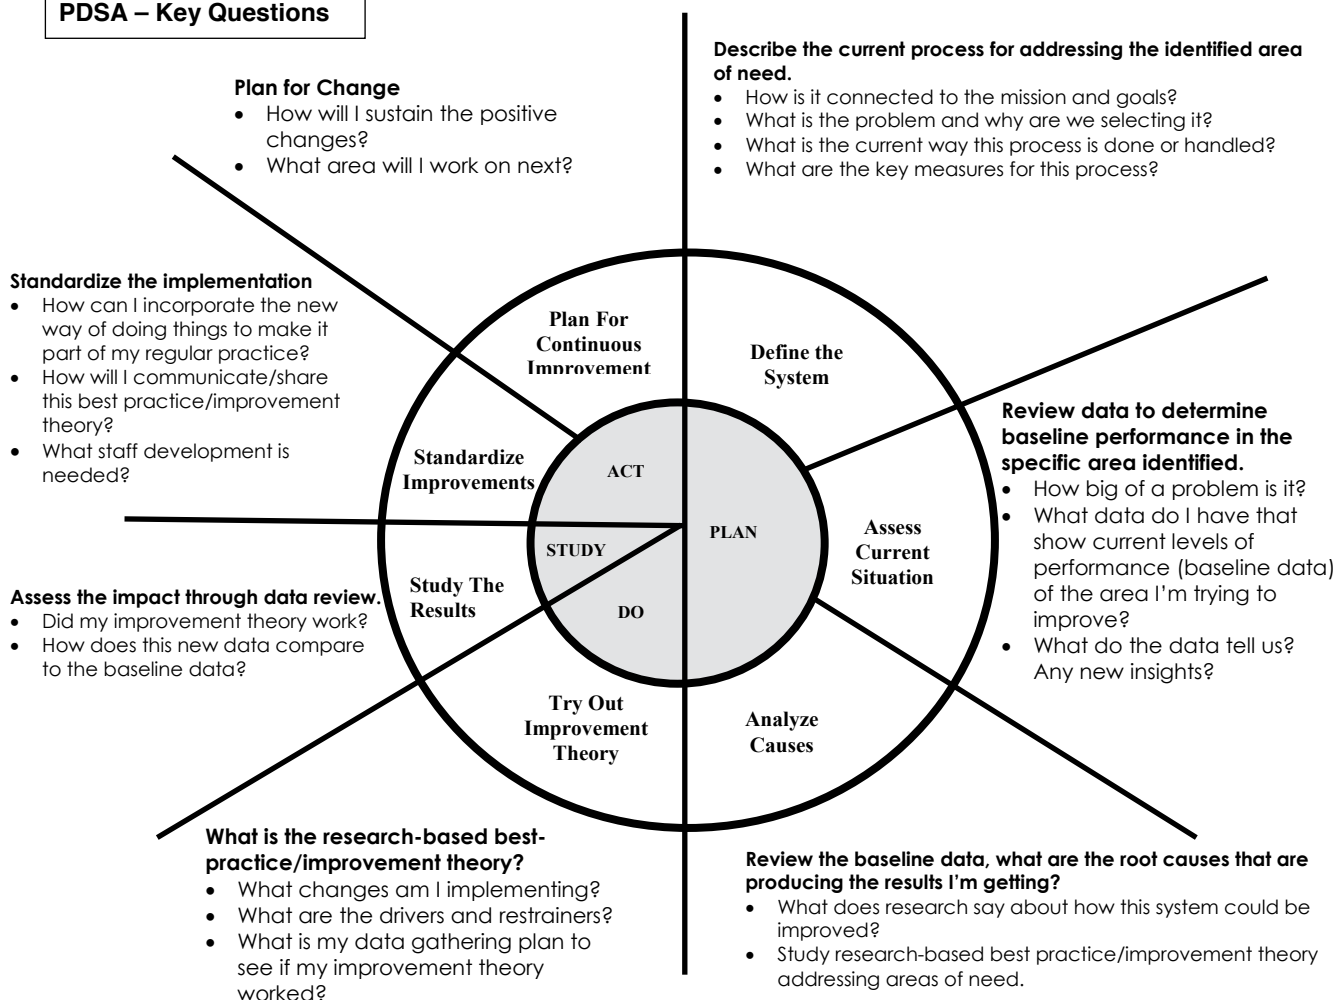 PDSA – Key Questions
Plan for Change
• How will I sustain the positive
changes?
• What area will I work on next?
Describe the current process for addressing the identified area
of need.
• How is it connected to the mission and goals?
• What is the problem and why are we selecting it?
• What is the current way this process is done or handled?
• What are the key measures for this process?
Standardize the implementation
• How can I incorporate the new
way of doing things to make it
part of my regular practice?
• How will I communicate/share
this best practice/improvement
theory?
• What staff development is
needed?
Plan For
Continuous
Improvement
Define the
System
Review data to determine
baseline performance in the
specific area identified.
• How big of a problem is it?
• What data do I have that
show current levels of
performance (baseline data)
of the area I'm trying to
improve?
• What do the data tell us?
Any new insights?
Standardize
Improvements
ACT
PLAN
STUDY
DO
Assess
Current
Situation
Study The
Results
Assess the impact through data review.
• Did my improvement theory work?
• How does this new data compare
to the baseline data?
Try Out
Improvement
Theory
Analyze
Causes
What is the research-based best-
practice/improvement theory?
• What changes am I implementing?
• What are the drivers and restrainers?
• What is my data gathering plan to
see if my improvement theory
worked?
Review the baseline data, what are the root causes that are
producing the results I'm getting?
• What does research say about how this system could be
improved?
• Study research-based best practice/improvement theory
addressing areas of need.